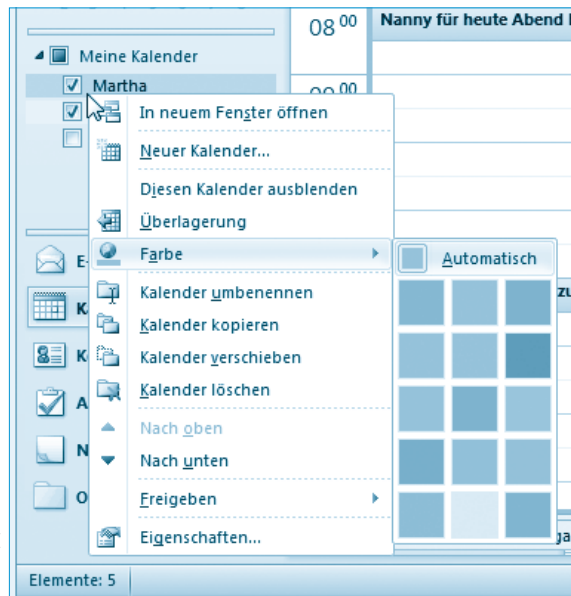 08 00
Nanny für heute Abend
Meine Kalender
Martha
00
In neuem Fenster öffnen
Neuer Kalender...
Diesen Kalender ausblenden
Überlagerung
Farbe
Automatisch
Kalender umbenennen
Kalender kopieren
Kalender verschieben
Kalender löschen
Nach oben
Nach unten
Freigeben
Eigenschaften...
E-
K
K
A
N
O
zu
Elemente: 5